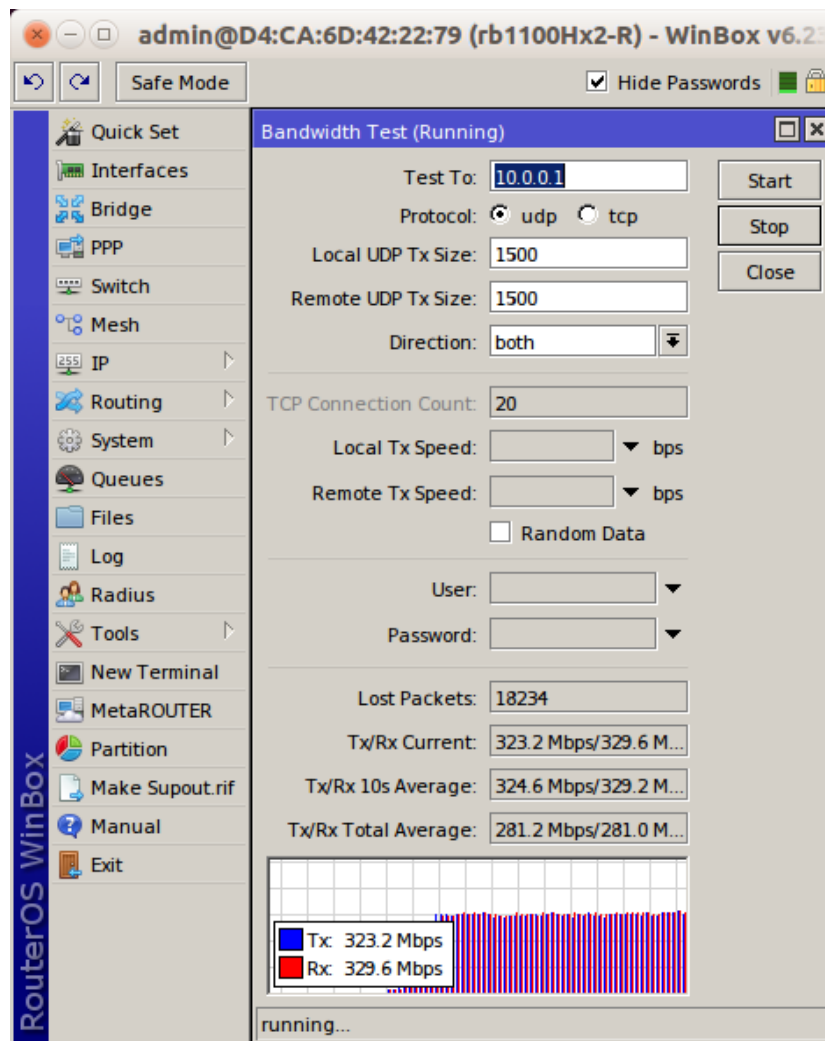 admin@D4:CA:6D:42:22:79 (rb1100Hx2-R) - WinBox v6.23
Safe Mode
Hide Passwords
Quick Set
Interfaces
Bridge
PPP
Switch
Mesh
255 IP
Routing
System
Queues
Files
Log
Radius
Tools
New Terminal
MetaROUTER
Partition
Make Supout.rif
Manual
Exit
RouterOS WinBox
Bandwidth Test (Running)
Test To: 10.0.0.1
Protocol: udp tcp
Local UDP Tx Size: 1500
Remote UDP Tx Size: 1500
Direction: both
TCP Connection Count: 20
Local Tx Speed: bps
Remote Tx Speed: bps
Random Data
User:
Password:
Lost Packets: 18234
Tx/Rx Current: 323.2 Mbps/329.6 M...
Tx/Rx 10s Average: 324.6 Mbps/329.2 M...
Tx/Rx Total Average: 281.2 Mbps/281.0 M...
Tx: 323.2 Mbps
Rx: 329.6 Mbps
running...
Start
Stop
Close